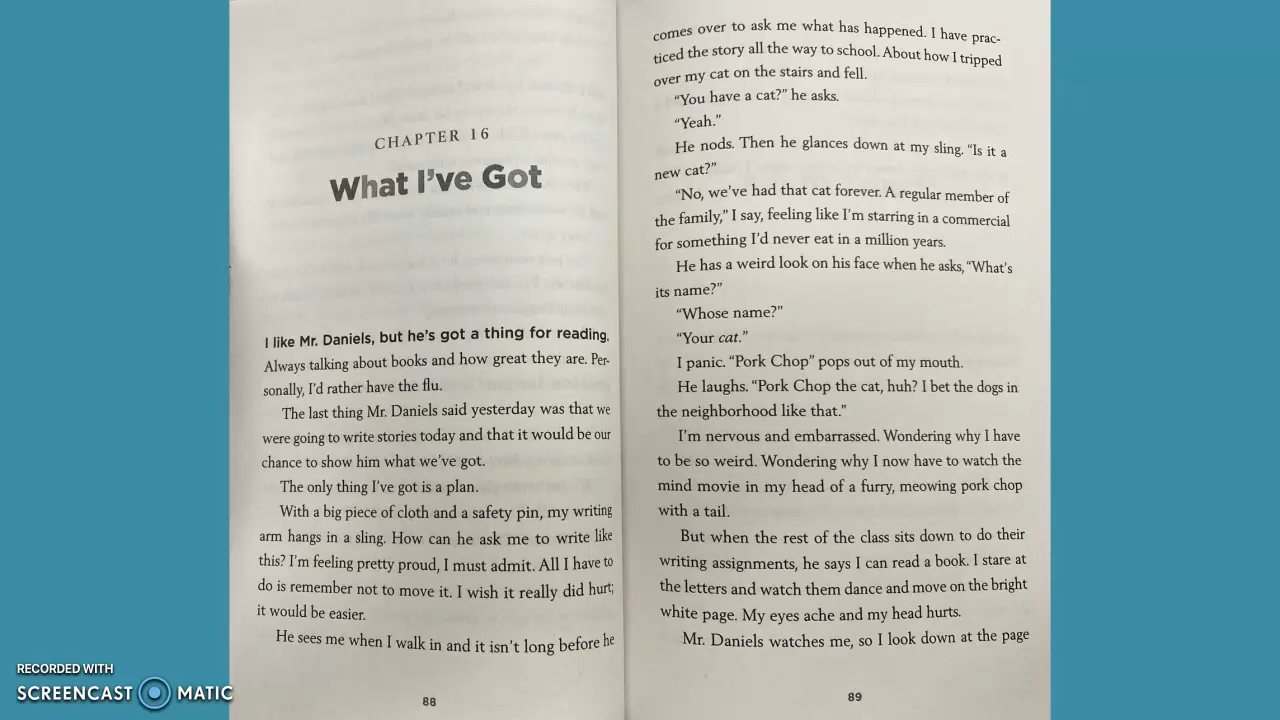 CHAPTER 16
What I've Got
I like Mr. Daniels, but he's got a thing for reading.
Always talking about books and how great they are. Per-
sonally, I'd rather have the flu.
The last thing Mr. Daniels said yesterday was that we
were going to write stories today and that it would be our
chance to show him what we've got.
The only thing I've got is a plan.
With a big piece of cloth and a safety pin, my writing
arm hangs in a sling. How can he ask me to write like
this? I'm feeling pretty proud, I must admit. All I have to
do is remember not to move it. I wish it really did hurt;
it would be easier.
He sees me when I walk in and it isn't long before he
88
comes over to ask me what has happened. I have prac-
ticed the story all the way to school. About how I tripped
over my cat on the stairs and fell.
"You have a cat?" he asks.
"Yeah."
He nods. Then he glances down at my sling. "Is it a
new cat?"
"No, we've had that cat forever. A regular member of
the family," I say, feeling like I'm starring in a commercial
for something I'd never eat in a million years.
He has a weird look on his face when he asks, "What's
its name?"
"Whose name?"
"Your cat."
I panic. "Pork Chop" pops out of my mouth.
He laughs. "Pork Chop the cat, huh? I bet the dogs in
the neighborhood like that."
I'm nervous and embarrassed. Wondering why I have
to be so weird. Wondering why I now have to watch the
mind movie in my head of a furry, meowing pork chop
with a tail.
But when the rest of the class sits down to do their
writing assignments, he says I can read a book. I stare at
the letters and watch them dance and move on the bright
white page. My eyes ache and my head hurts.
Mr. Daniels watches me, so I look down at the page
89
RECORDED WITH
SCREENCAST MATIC